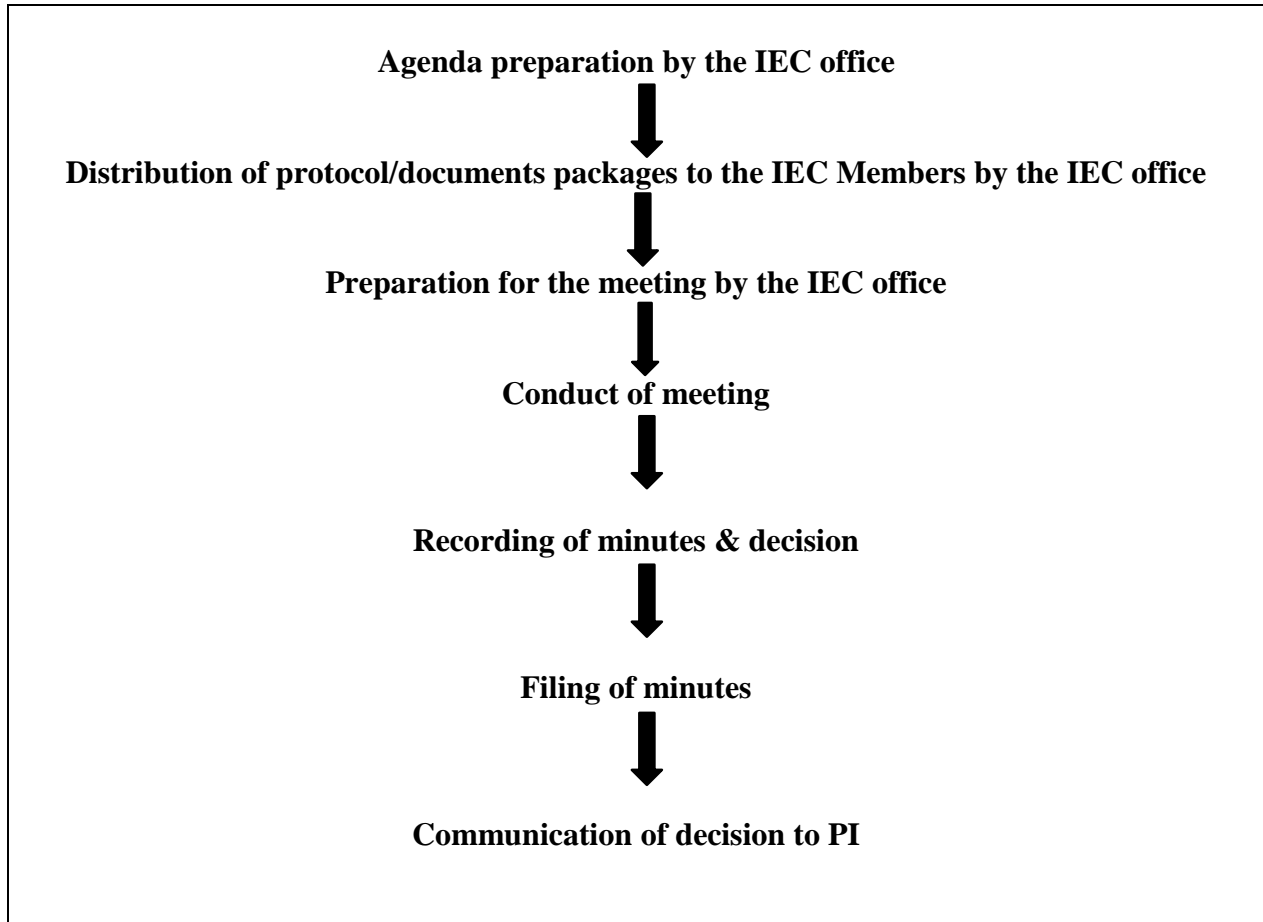 Agenda preparation by the IEC office
Distribution of protocol/documents packages to the IEC Members by the IEC office
Preparation for the meeting by the IEC office
Conduct of meeting
Recording of minutes & decision
Filing of minutes
Communication of decision to PI